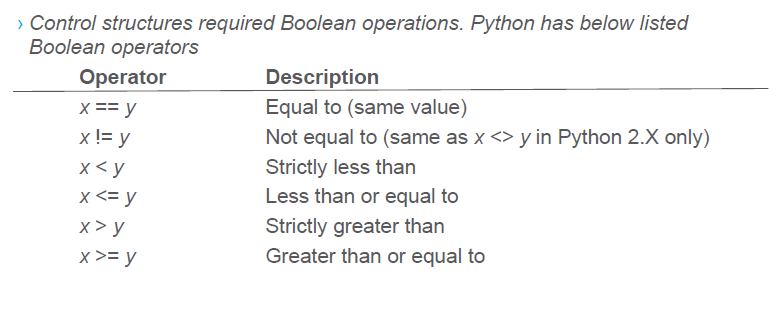 › Control structures required Boolean operations. Python has below listed
Boolean operators
Operator Description
x == y Equal to (same value)
x != y Not equal to (same as x <> y in Python 2.X only)
x < y Strictly less than
x <= y Less than or equal to
x > y Strictly greater than
x >= y Greater than or equal to